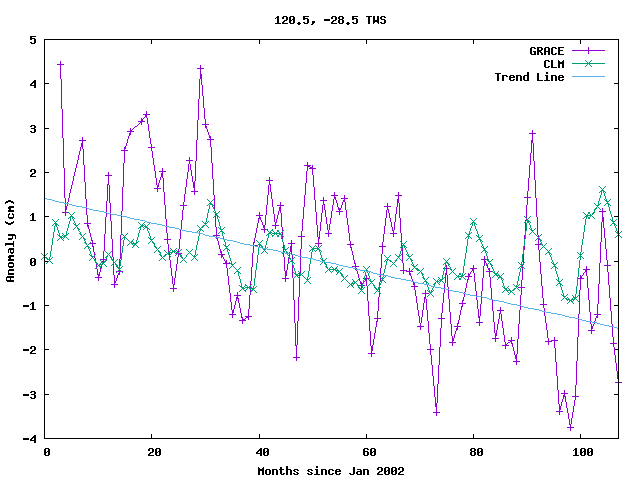 120.5, -28.5 TWS
GRACE
CLM
Trend Line
5
4
3
2
1
0
-1
-2
-3
-4
Anomaly (cm)
0 20 40 60 80 100
Months since Jan 2002